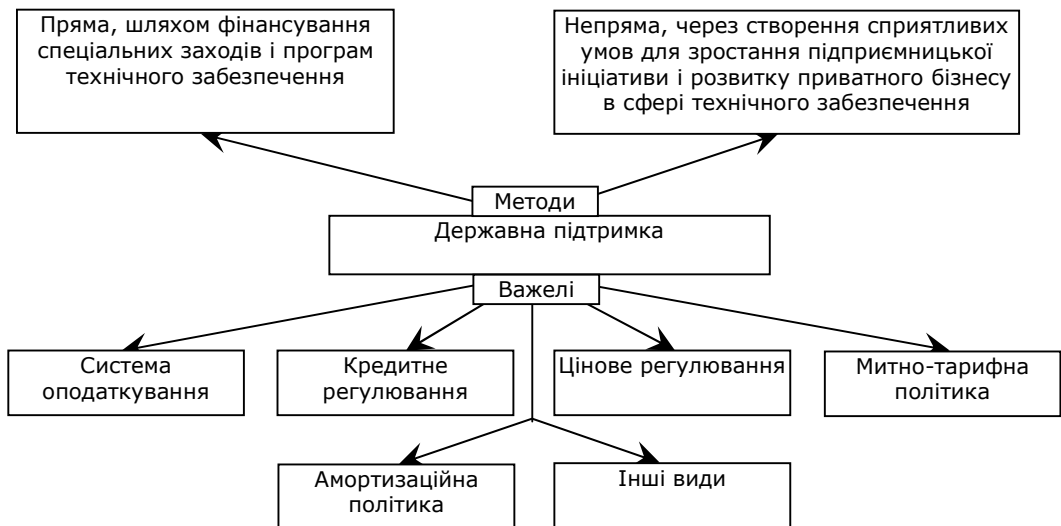 Пряма, шляхом фінансування
спеціальних заходів і програм
технічного забезпечення
Непряма, через створення сприятливих
умов для зростання підприємницької
ініціативи і розвитку приватного бізнесу
в сфері технічного забезпечення
Методи
Державна підтримка
Важелі
Система
оподаткування
Кредитне
регулювання
Цінове регулювання
Митно-тарифна
політика
Амортизаційна
політика
Інші види